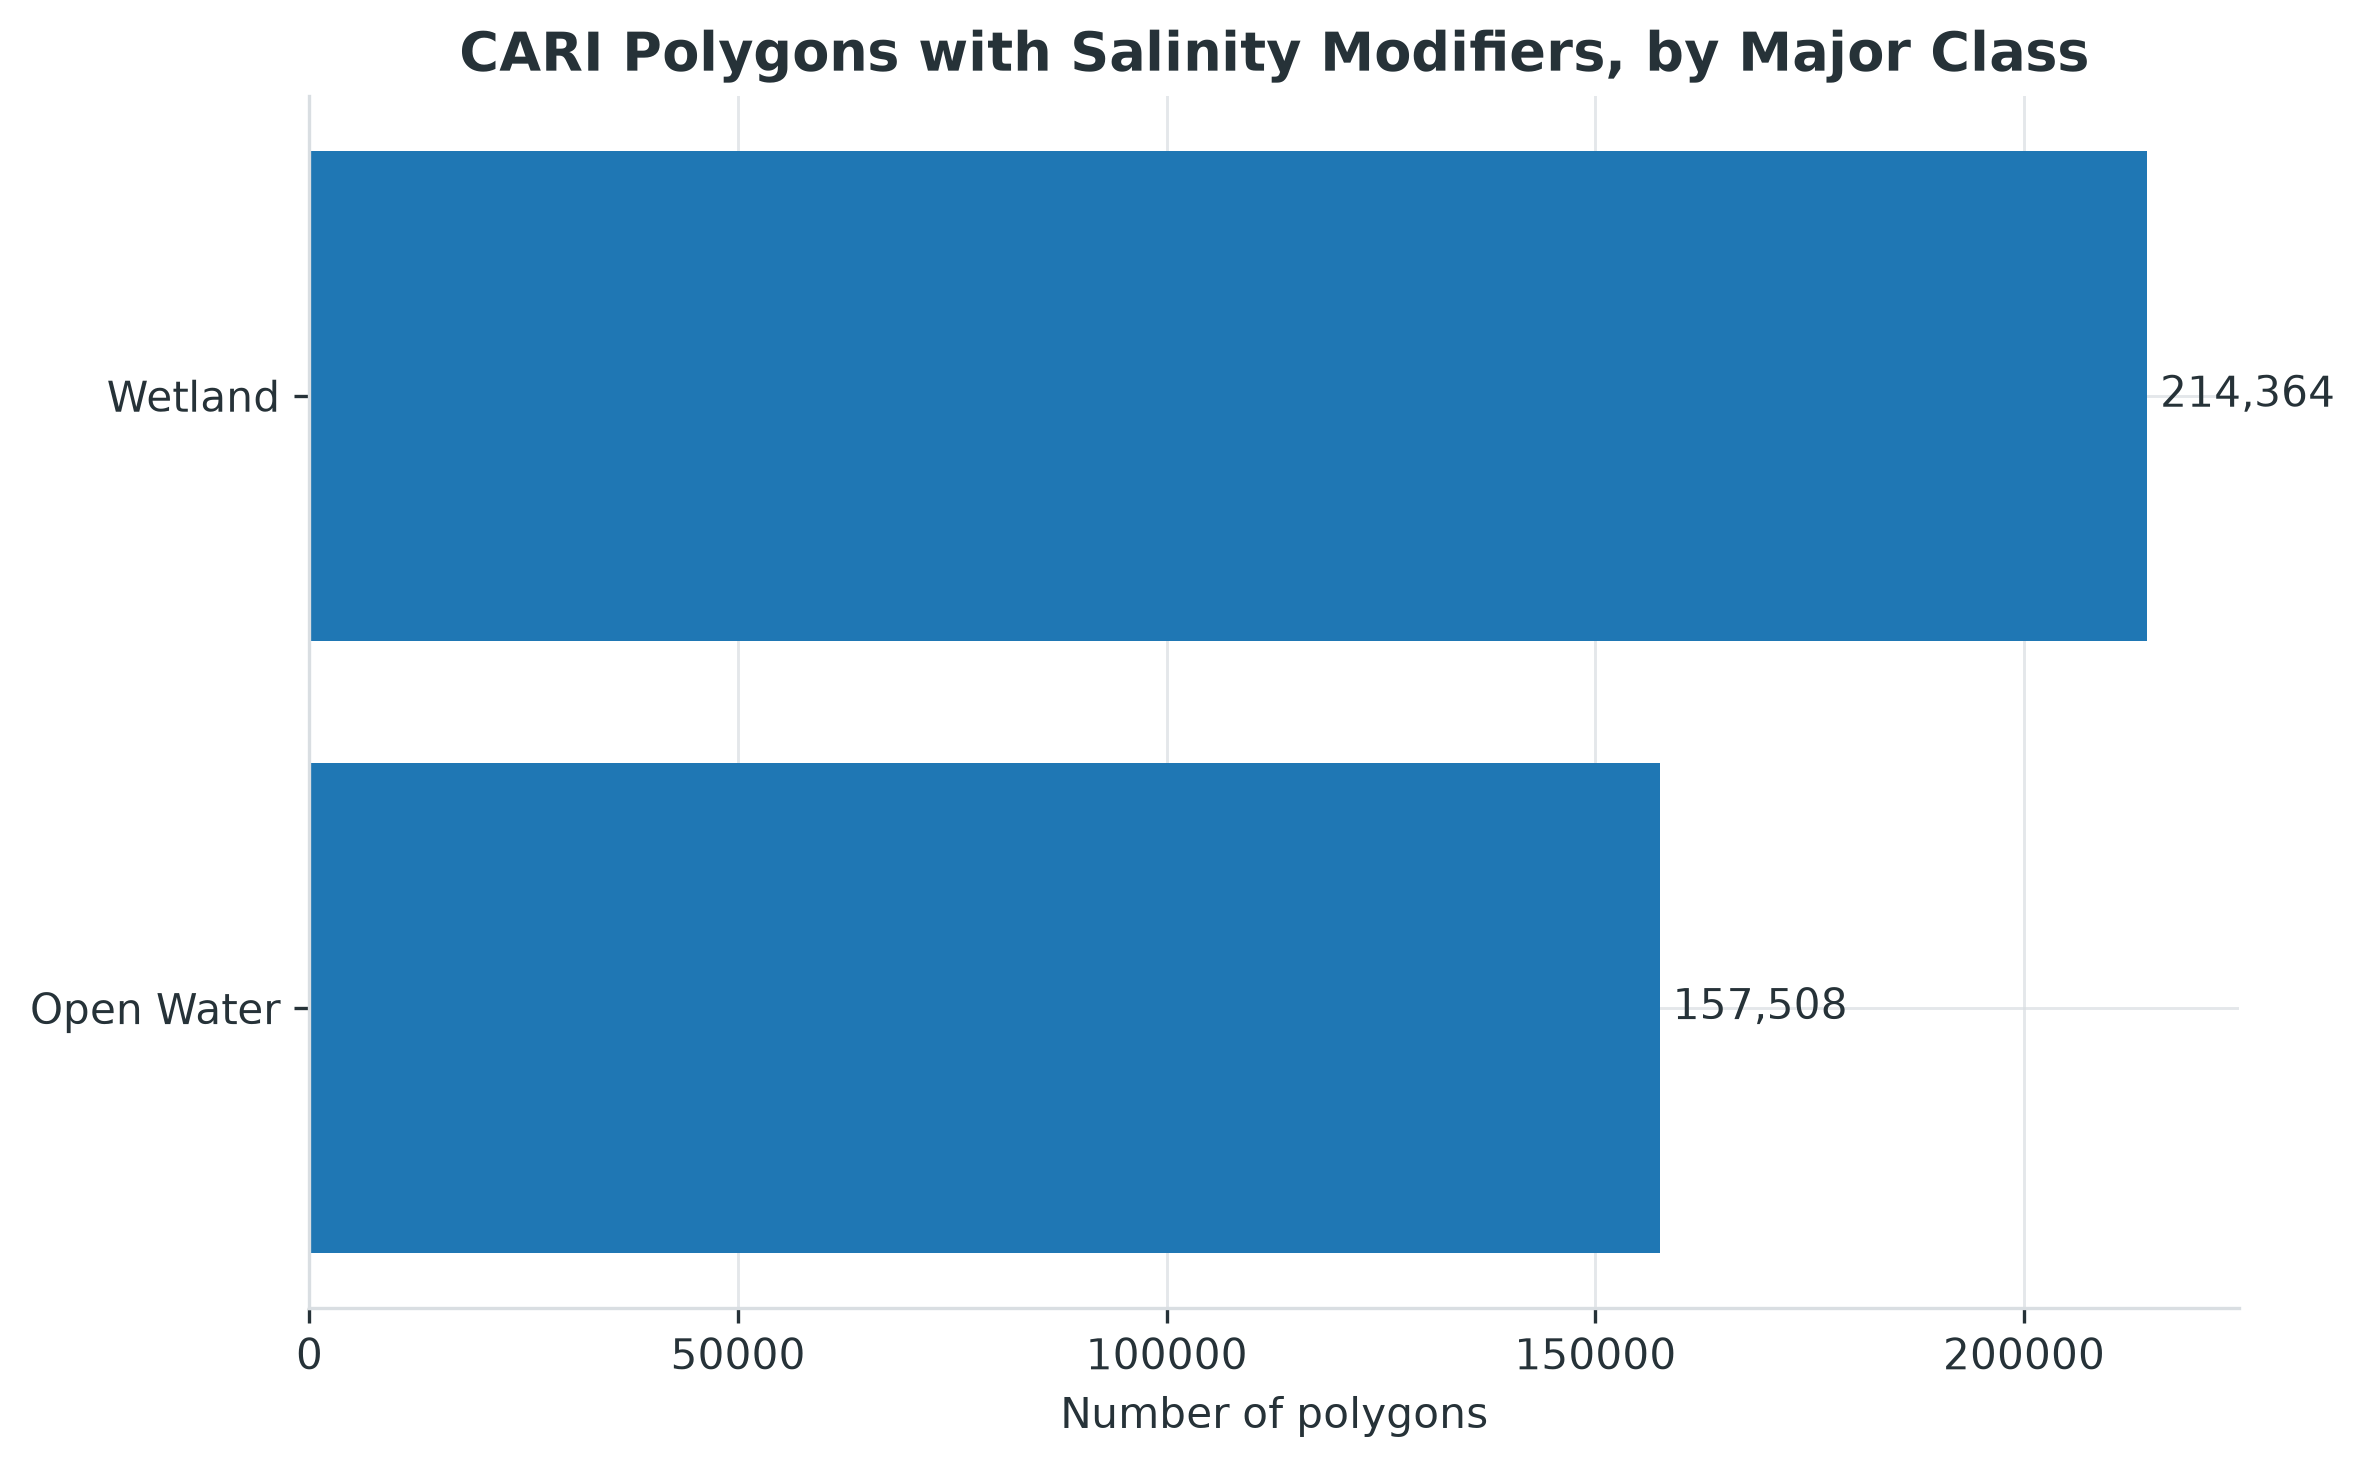 CARI Polygons with Salinity Modifiers, by Major Class
Wetland
214,364
Open Water
157,508
0
50000
100000
150000
200000
Number of polygons